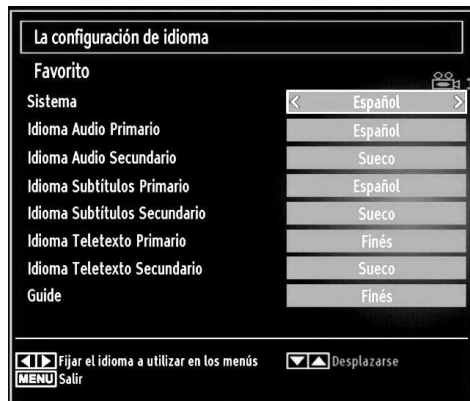 La configuración de idioma
Favorito
Sistema < Español >
Idioma Audio Primario Español
Idioma Audio Secundario Sueco
Idioma Subtítulos Primario Español
Idioma Subtítulos Secundario Sueco
Idioma Teletexto Primario Finés
Idioma Teletexto Secundario Sueco
Guide Finés
Fijar el idioma a utilizar en los menús Desplazarse
MENU Salir